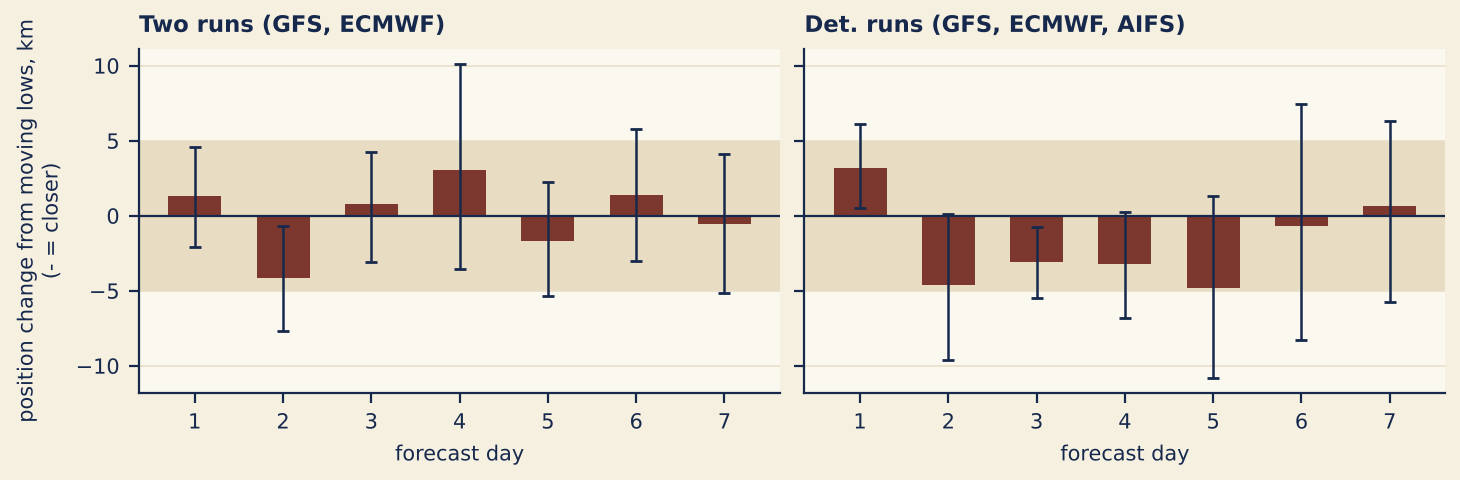 Two runs (GFS, ECMWF)
Det. runs (GFS, ECMWF, AIFS)
position change from moving lows, km
(- = closer)
10
5
0
−5
−10
1 2 3 4 5 6 7
1 2 3 4 5 6 7
forecast day
forecast day